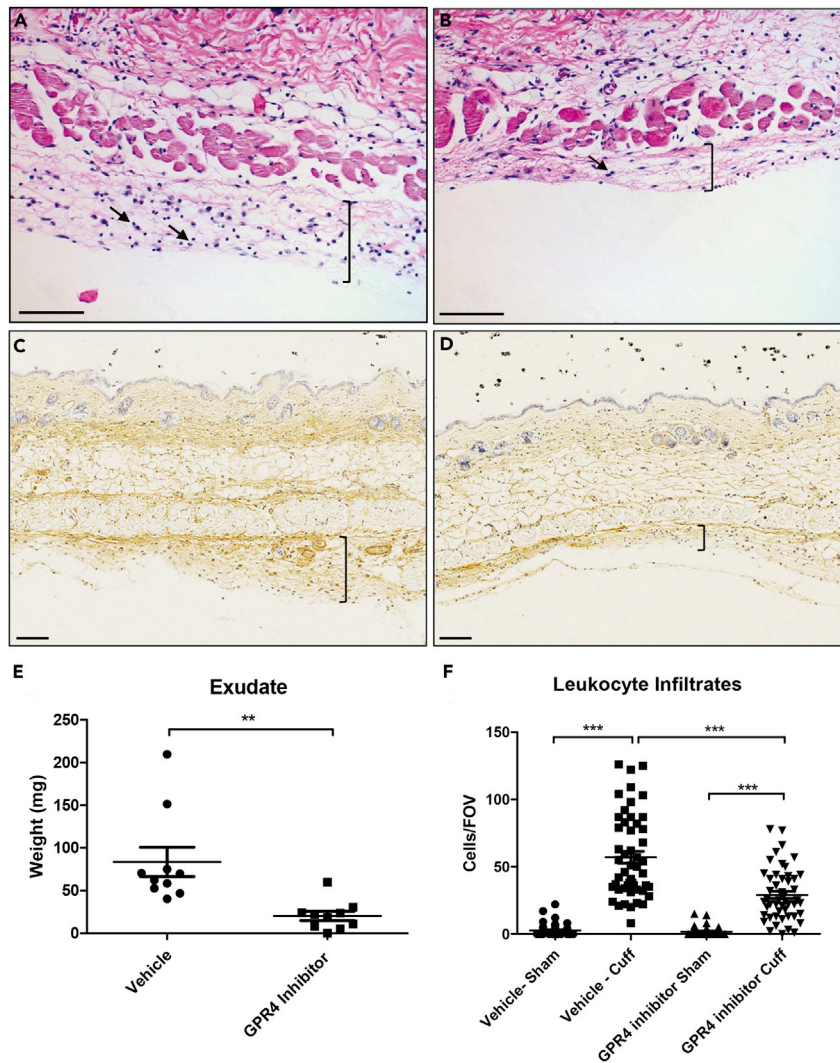 A
B
C
D
E
Exudate
**
250
200
150
100
50
0
Weight (mg)
Vehicle
GPR4 Inhibitor
F
Leukocyte Infiltrates
***
***
***
150
100
50
0
Cells/FOV
Vehicle- Sham
Vehicle - Cuff
GPR4 inhibitor Sham
GPR4 inhibitor Cuff